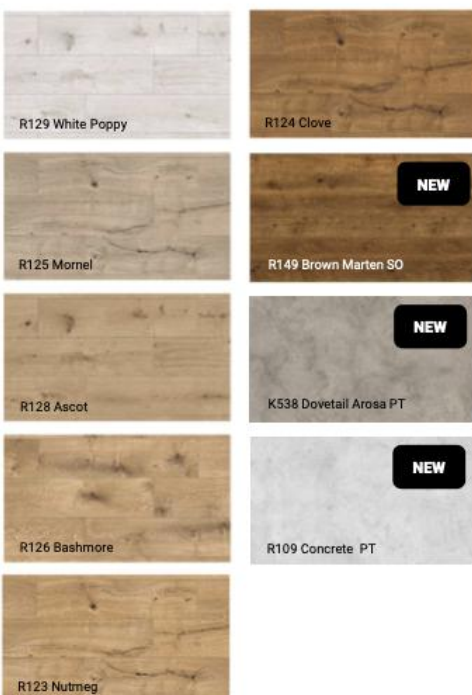 R129 White Poppy
R125 Mornel
R128 Ascot
R126 Bashmore
R123 Nutmeg
R124 Clove
NEW
R149 Brown Marten SO
NEW
K538 Dovetail Arosa PT
NEW
R109 Concrete PT